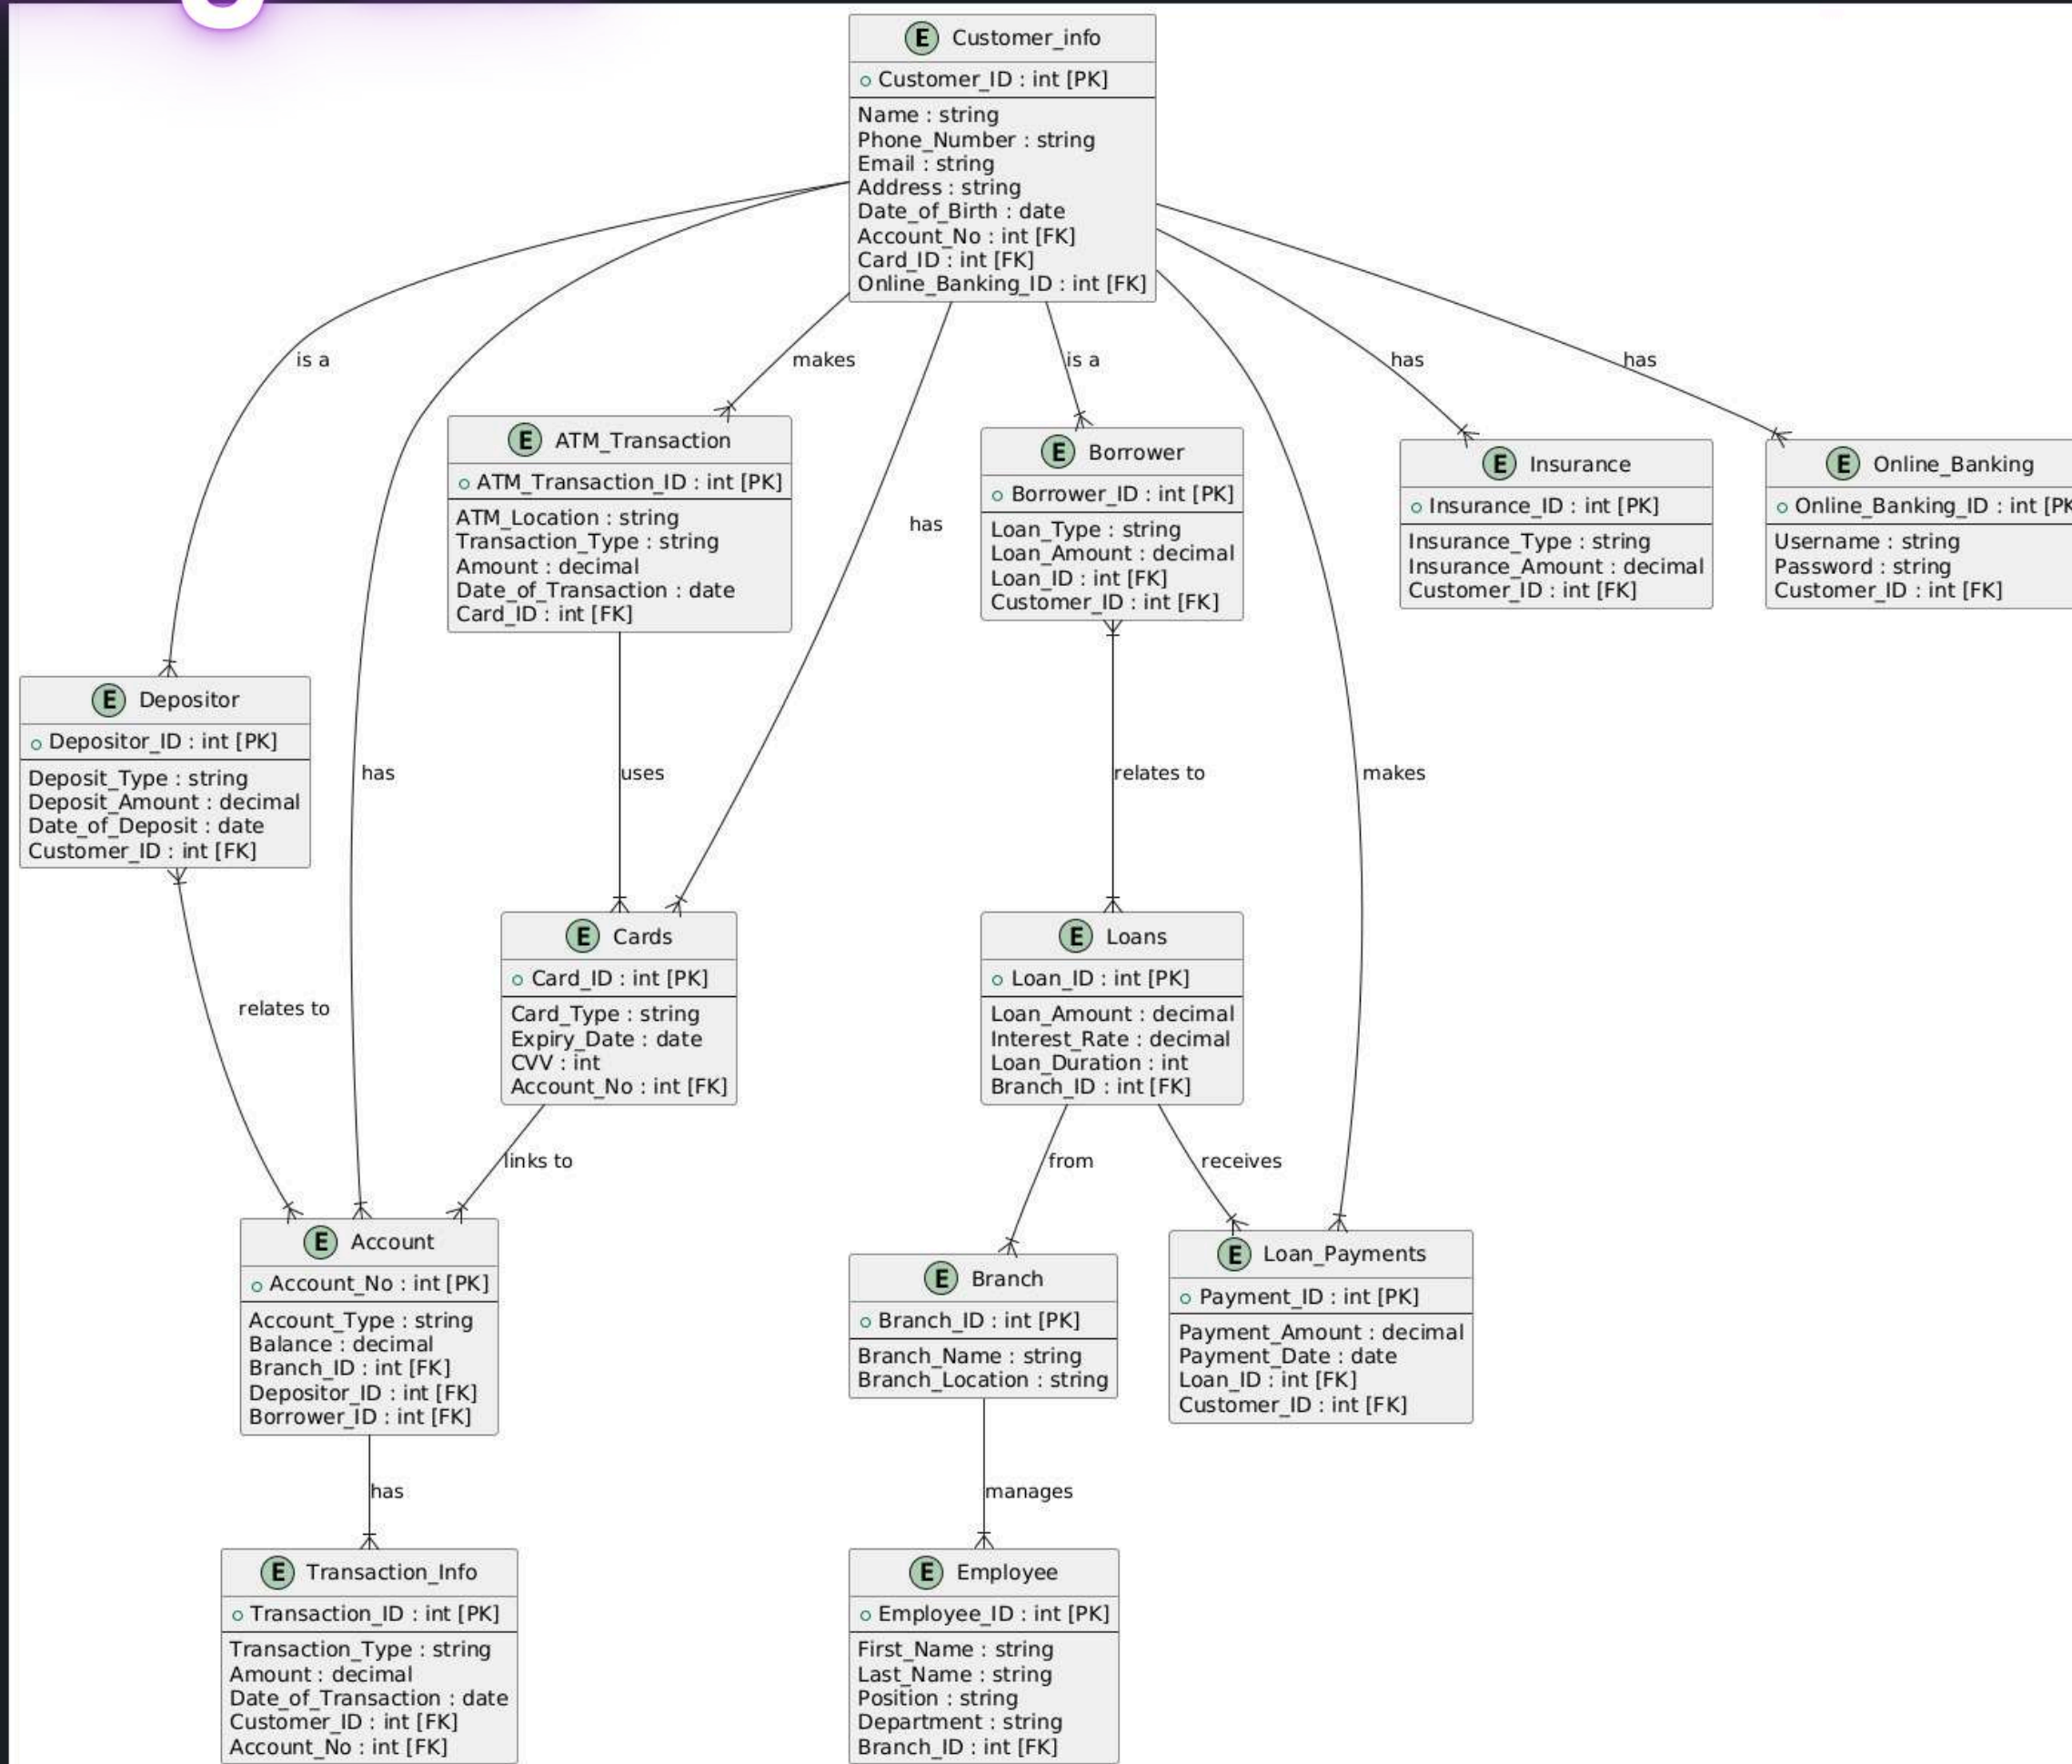 E Customer_info
Customer_ID : int [PK]
Name : string
Phone_Number : string
Email : string
Address : string
Date_of_Birth : date
Account_No : int [FK]
Card_ID : int [FK]
Online_Banking_ID : int [FK]
is a
makes
is a
has
has
E ATM_Transaction
ATM_Transaction_ID : int [PK]
ATM_Location : string
Transaction_Type : string
Amount : decimal
Date_of_Transaction : date
Card_ID : int [FK]
has
E Borrower
Borrower_ID : int [PK]
Loan_Type : string
Loan_Amount : decimal
Loan_ID : int [FK]
Customer_ID : int [FK]
E Insurance
Insurance_ID : int [PK]
Insurance_Type : string
Insurance_Amount : decimal
Customer_ID : int [FK]
E Online_Banking
Online_Banking_ID : int [PK
Username : string
Password : string
Customer_ID : int [FK]
E Depositor
Depositor_ID : int [PK]
Deposit_Type : string
Deposit_Amount : decimal
Date_of_Deposit : date
Customer_ID : int [FK]
has
uses
relates to
makes
relates to
E Cards
Card_ID : int [PK]
Card_Type : string
Expiry_Date : date
CVV : int
Account_No : int [FK]
E Loans
Loan_ID : int [PK]
Loan_Amount : decimal
Interest_Rate : decimal
Loan_Duration : int
Branch_ID : int [FK]
links to
from
receives
E Account
Account_No : int [PK]
Account_Type : string
Balance : decimal
Branch_ID : int [FK]
Depositor_ID : int [FK]
Borrower_ID : int [FK]
E Branch
Branch_ID : int [PK]
Branch_Name : string
Branch_Location : string
E Loan_Payments
Payment_ID : int [PK]
Payment_Amount : decimal
Payment_Date : date
Loan_ID : int [FK]
Customer_ID : int [FK]
has
manages
E Transaction_Info
Transaction_ID : int [PK]
Transaction_Type : string
Amount : decimal
Date_of_Transaction : date
Customer_ID : int [FK]
Account_No : int [FK]
E Employee
Employee_ID : int [PK]
First_Name : string
Last_Name : string
Position : string
Department : string
Branch_ID : int [FK]